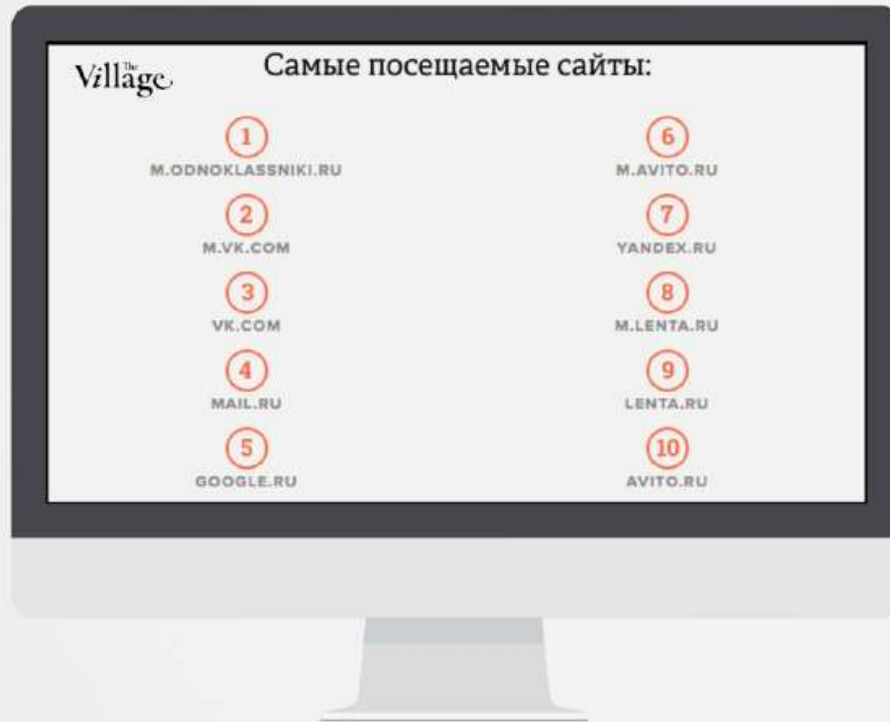 The Village
Самые посещаемые сайты:
1
M.ODNOKLASSNIKI.RU
2
M.VK.COM
3
VK.COM
4
MAIL.RU
5
GOOGLE.RU
6
M.AVITO.RU
7
YANDEX.RU
8
M.LENTA.RU
9
LENTA.RU
10
AVITO.RU